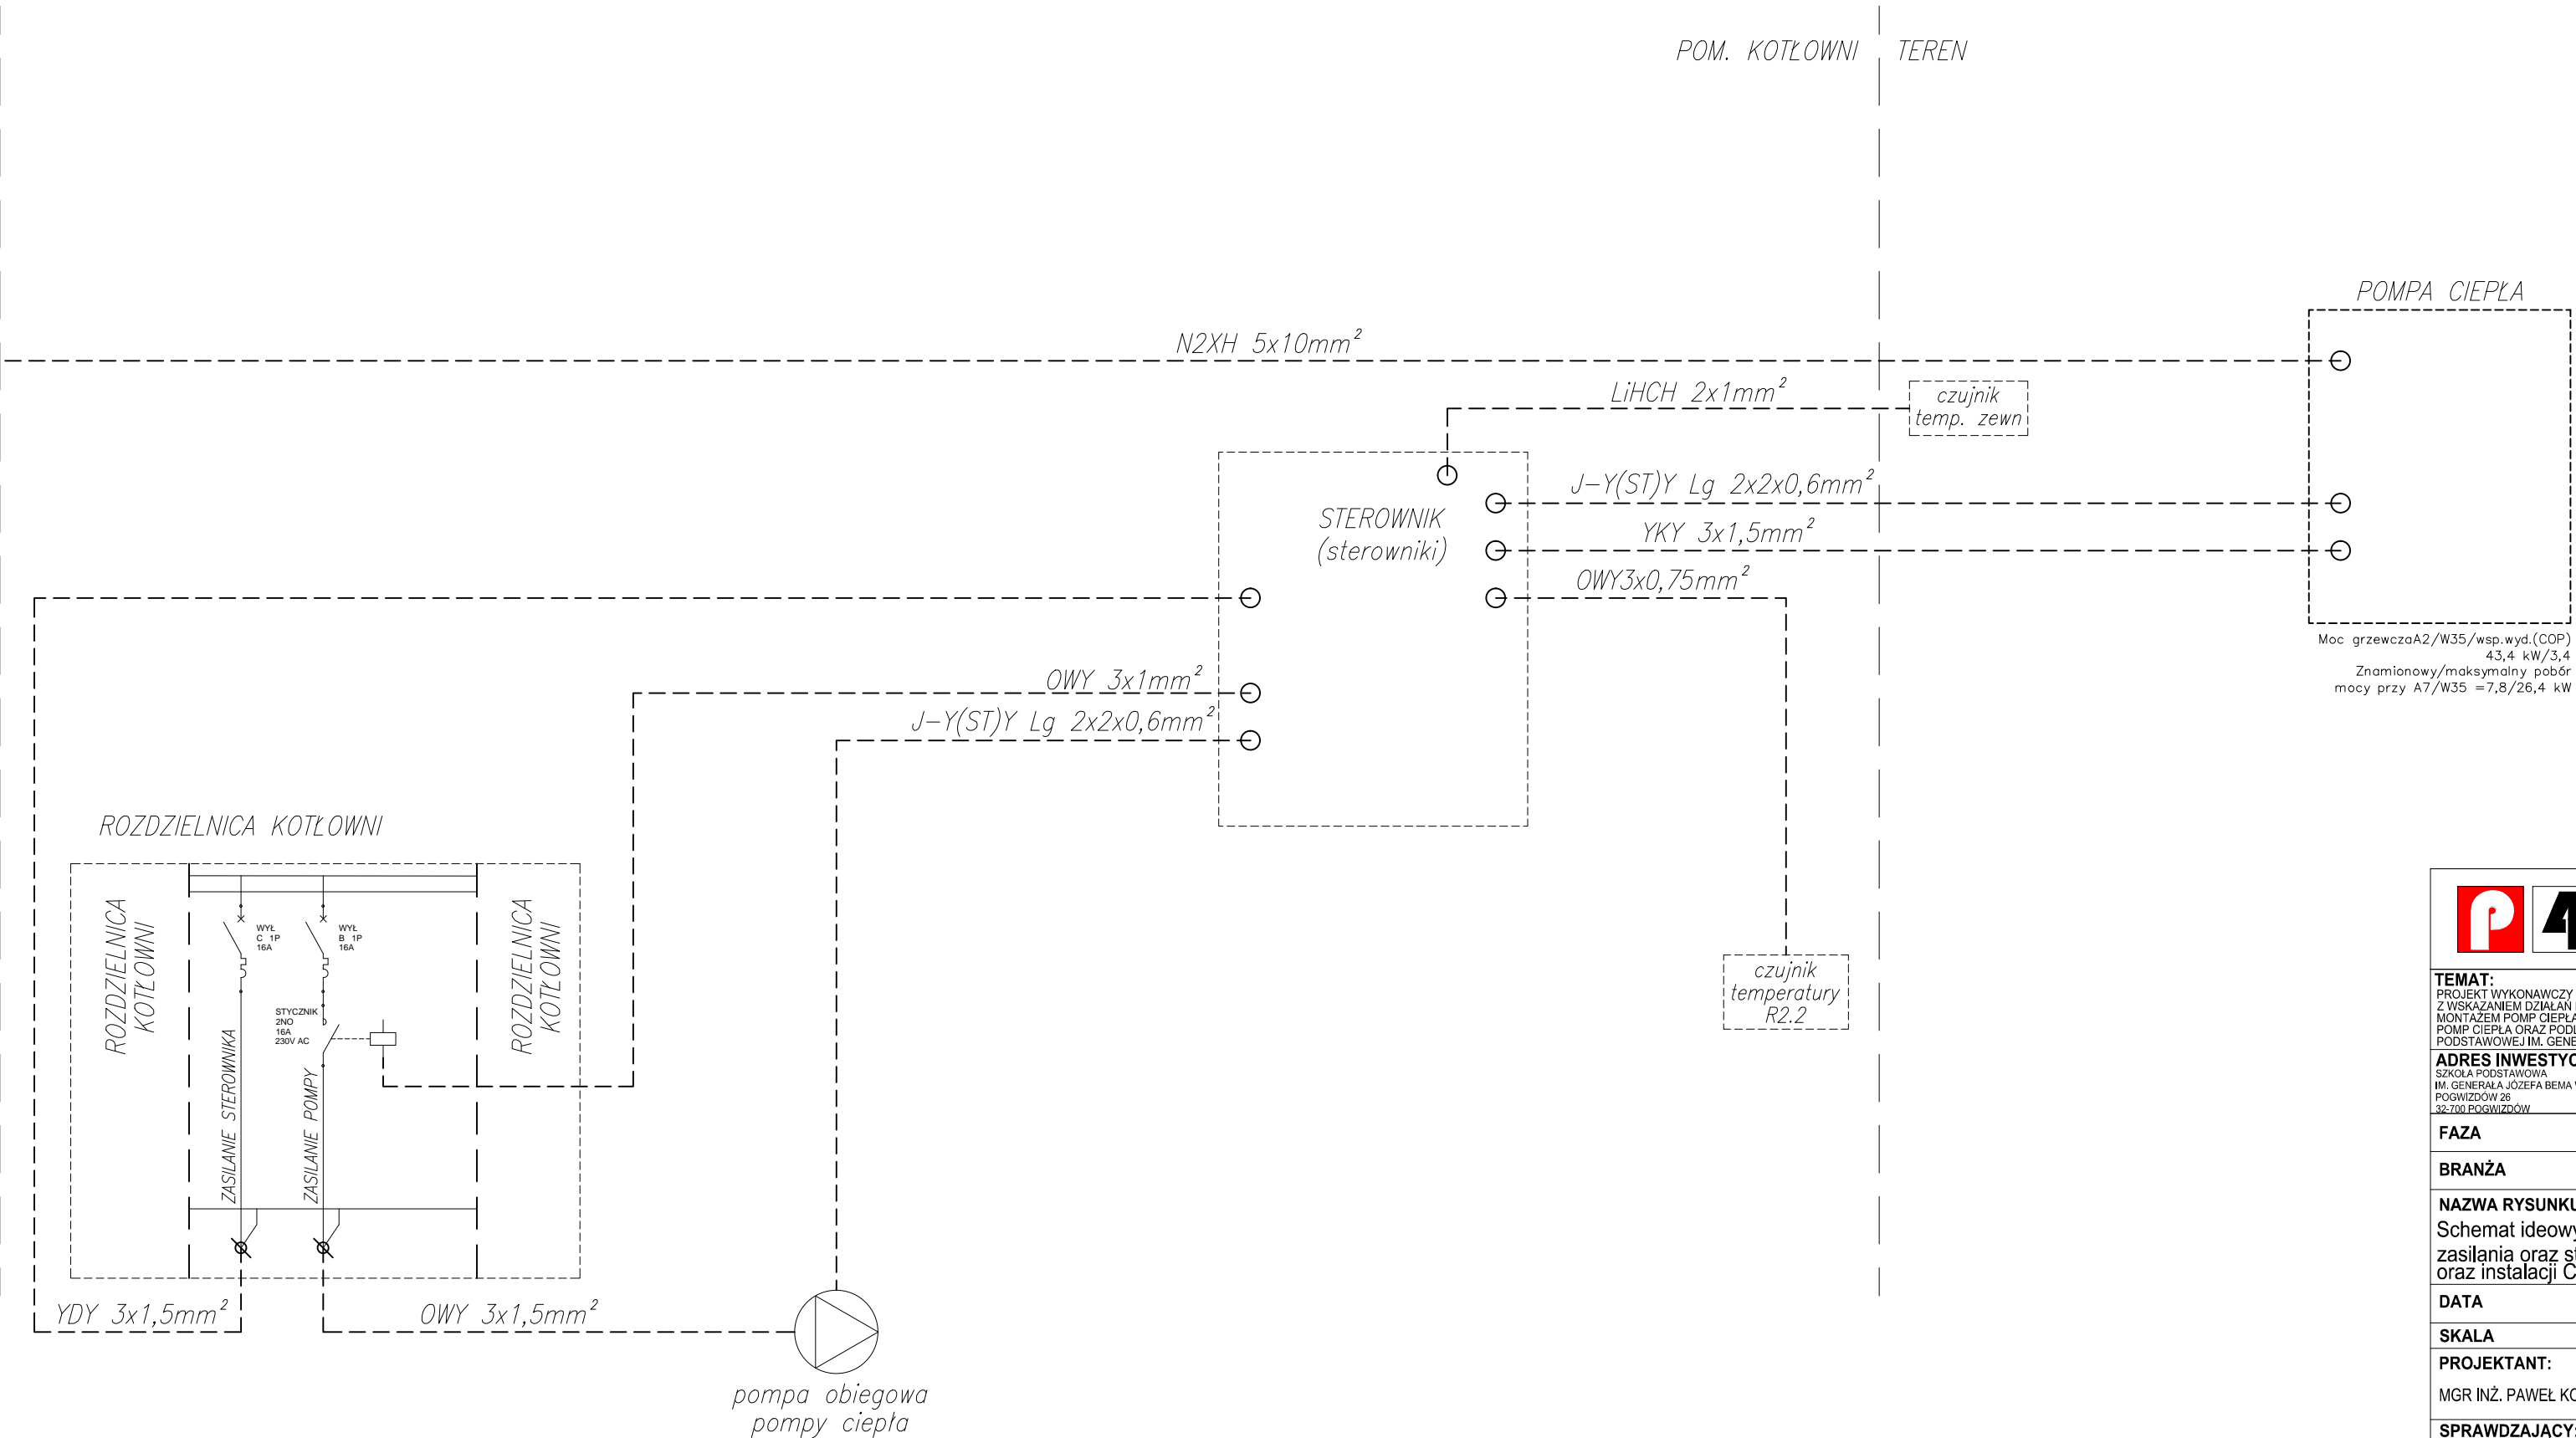 POM. KOTŁOWNI
TEREN
POMPA CIEPŁA
N2XH 5x10mm²
LiHCH 2x1mm²
czujnik
temp. zewn
J-Y(ST)Y Lg 2x2x0,6mm²
STEROWNIK
(sterowniki)
YKY 3x1,5mm²
OWY3x0,75mm²
Moc grzewczaA2/W35/wsp.wyd.(COP)
43,4 kW/3,4
Znamionowy/maksymalny pobór
mocy przy A7/W35 =7,8/26,4 kW
OWY 3x1mm²
J-Y(ST)Y Lg 2x2x0,6mm²
ROZDZIELNICA KOTŁOWNI
ROZDZIELNICA
KOTŁOWNI
WYŁ
C 1P
16A
WYŁ
B 1P
16A
ROZDZIELNICA
KOTŁOWNI
STYCZNIK
2NO
16A
230V AC
ZASILANIE STEROWNIKA
ZASILANIE POMPY
czujnik
temperatury
R2.2
YDY 3x1,5mm²
OWY 3x1,5mm²
pompa obiegowa
pompy ciepła
P 4
TEMAT:
PROJEKT WYKONAWCZY
Z WSKAZANIEM DZIAŁAŃ
MONTAŻEM POMP CIEPŁA
POMP CIEPŁA ORAZ
PODSTAWOWEJ IM.
ADRES
SZKOŁA PODSTAWOWA
IM. GENERAŁA JÓZEFA BEMA
POGWIZDÓW 26
32-700 POGWIZDÓW
FAZA
BRANŻA
NAZWA RYSUNKU
Schemat ideowy
zasilania oraz
oraz instalacji
DATA
SKALA
PROJEKTANT:
MGR INŻ. PAWEŁ
SPRAWDZAJĄCY: